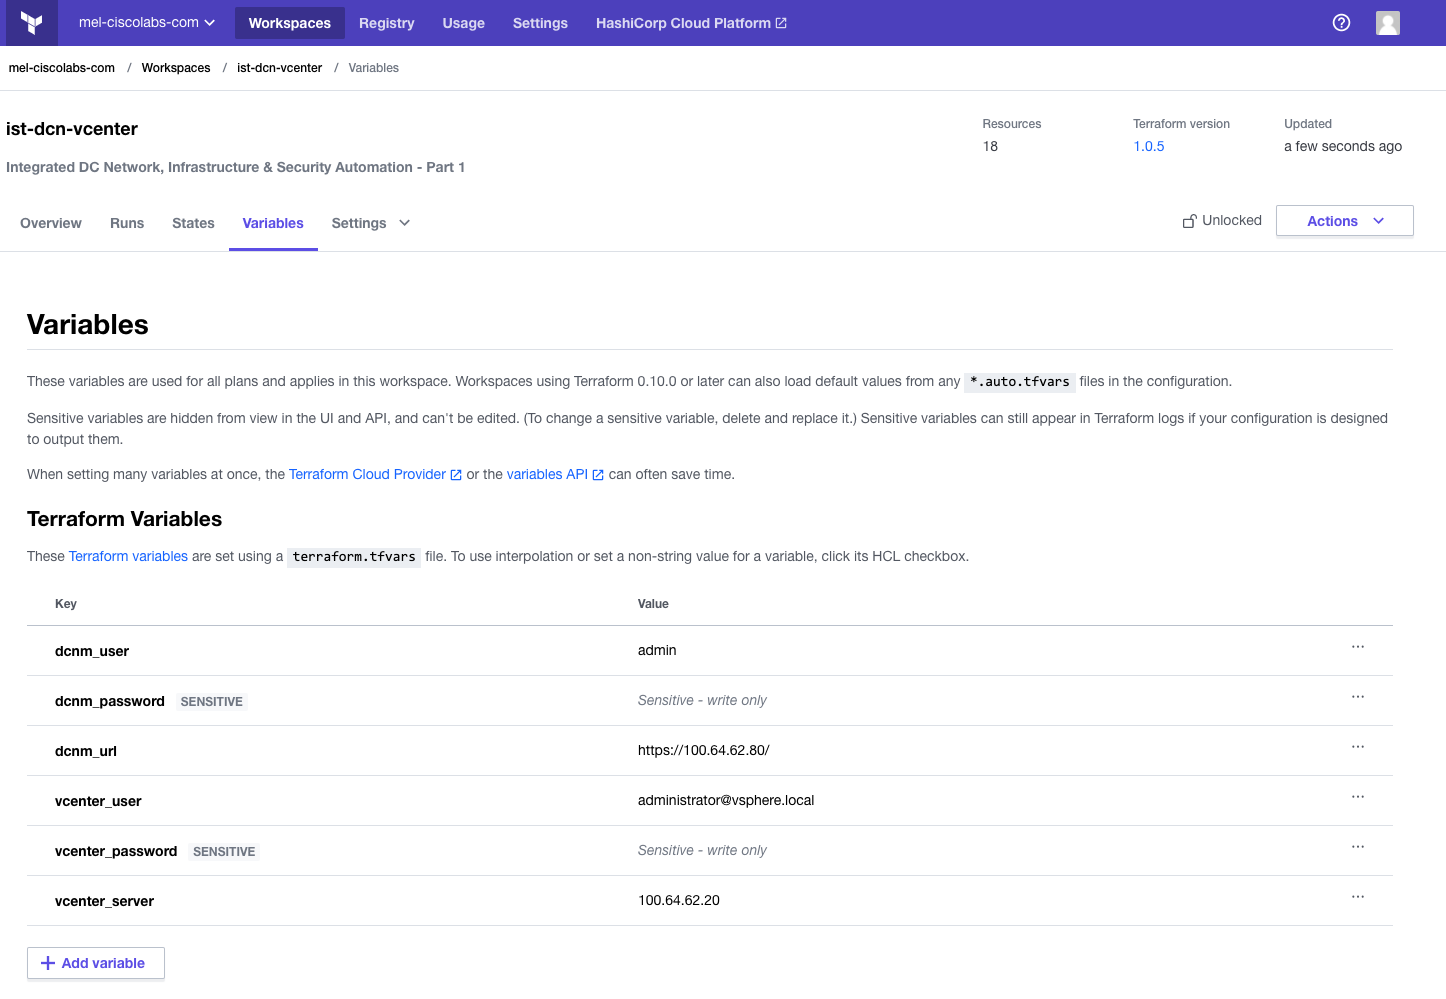 mel-ciscolabs-com Workspaces Registry Usage Settings HashiCorp Cloud Platform
mel-ciscolabs-com / Workspaces / ist-dcn-vcenter / Variables
ist-dcn-vcenter
Integrated DC Network, Infrastructure & Security Automation - Part 1
Resources
18
Terraform version
1.0.5
Updated
a few seconds ago
Overview Runs States Variables Settings
Unlocked
Actions
Variables
These variables are used for all plans and applies in this workspace. Workspaces using Terraform 0.10.0 or later can also load default values from any *.auto.tfvars files in the configuration.
Sensitive variables are hidden from view in the UI and API, and can't be edited. (To change a sensitive variable, delete and replace it.) Sensitive variables can still appear in Terraform logs if your configuration is designed
to output them.
When setting many variables at once, the Terraform Cloud Provider or the variables API can often save time.
Terraform Variables
These Terraform variables are set using a terraform.tfvars file. To use interpolation or set a non-string value for a variable, click its HCL checkbox.
Key Value
dcnm_user admin ...
dcnm_password SENSITIVE Sensitive - write only ...
dcnm_url https://100.64.62.80/ ...
vcenter_user administrator@vsphere.local ...
vcenter_password SENSITIVE Sensitive - write only ...
vcenter_server 100.64.62.20 ...
+ Add variable